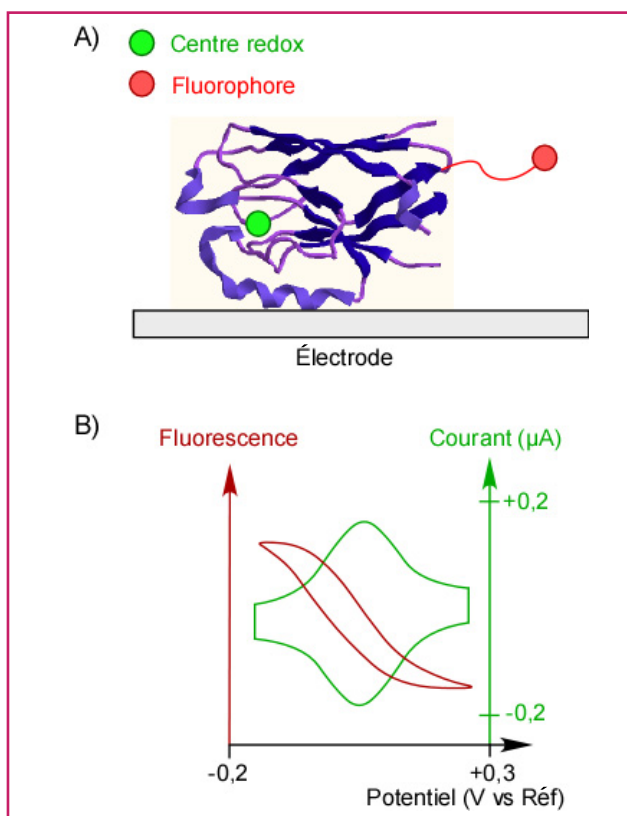 A)
Centre redox
Fluorophore
Électrode
B)
Fluorescence
Courant (µA)
+0,2
-0,2
-0,2
+0,3
Potentiel (V vs Réf)